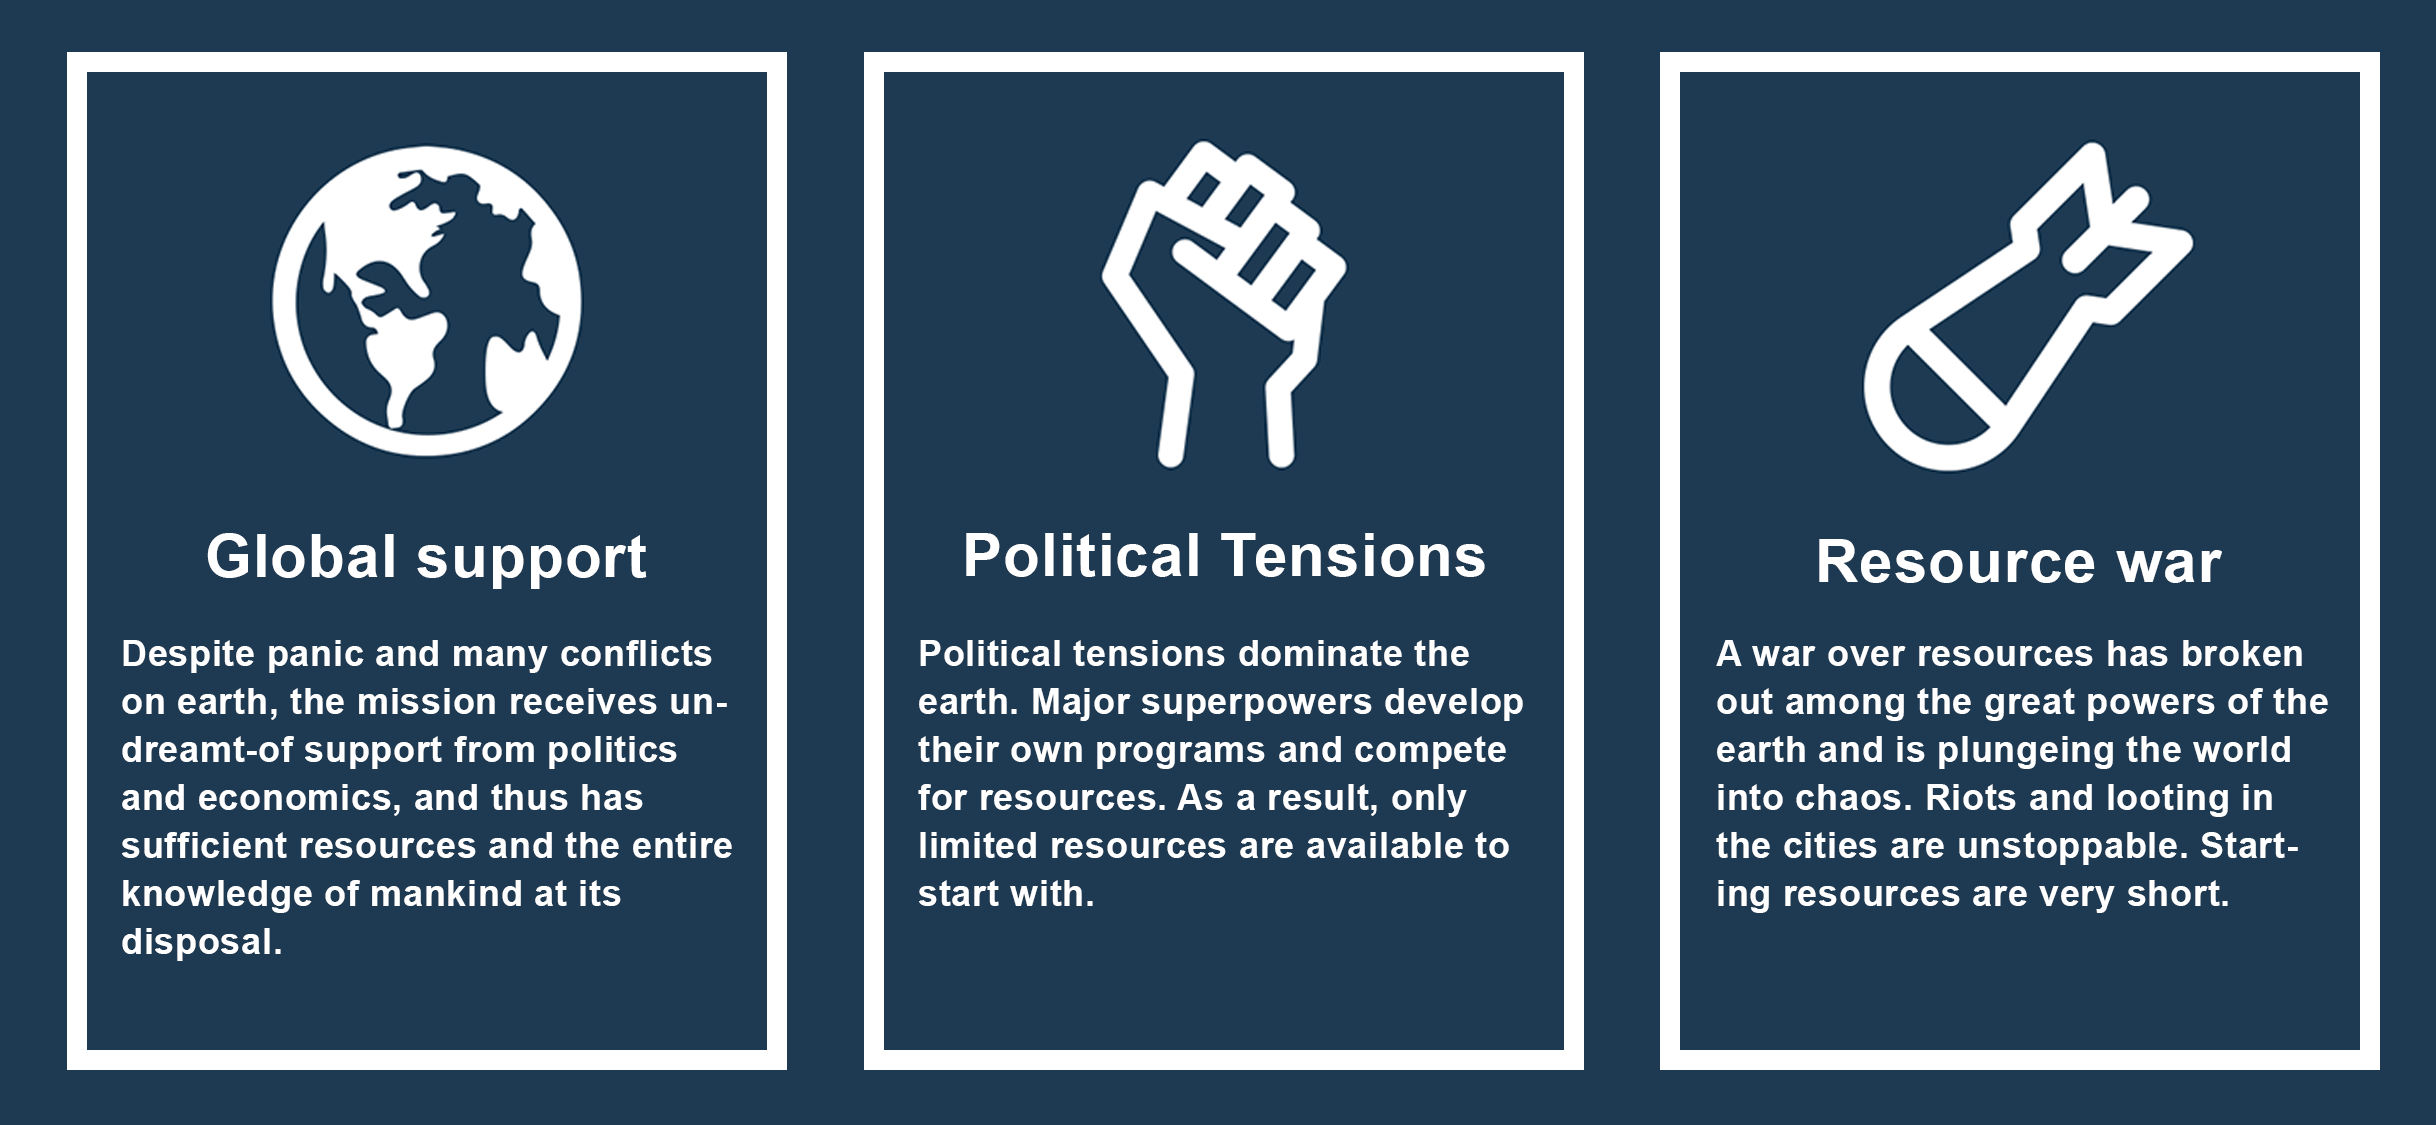 Global support
Despite panic and many conflicts
on earth, the mission receives un-
dreamt-of support from politics
and economics, and thus has
sufficient resources and the entire
knowledge of mankind at its
disposal.
Political Tensions
Political tensions dominate the
earth. Major superpowers develop
their own programs and compete
for resources. As a result, only
limited resources are available to
start with.
Resource war
A war over resources has broken
out among the great powers of the
earth and is plungeing the world
into chaos. Riots and looting in
the cities are unstoppable. Start-
ing resources are very short.